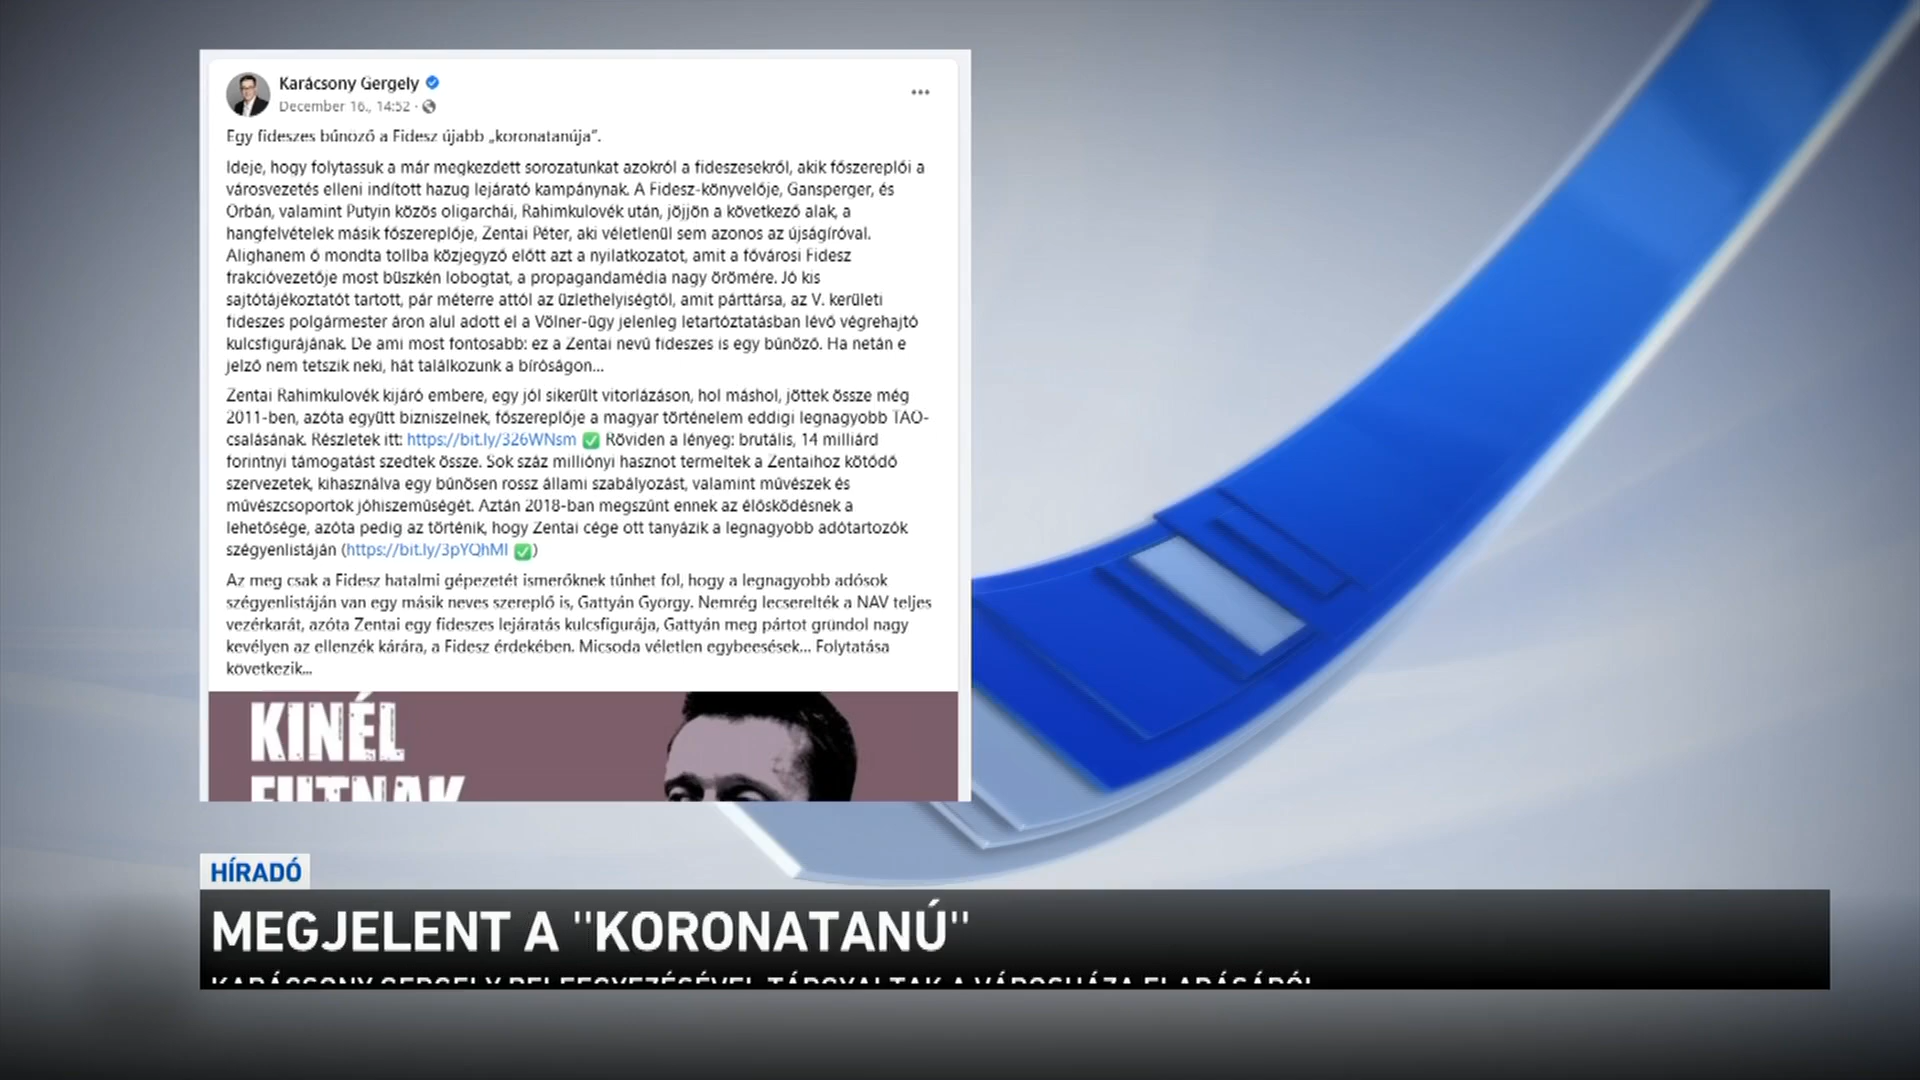 Karácsony Gergely
December 16., 14:52 ·
Egy fideszes bűnöző a Fidesz újabb „koronatanúja”.
Ideje, hogy folytassuk a már megkezdett sorozatunkat azokról a fideszesekről, akik főszereplői a
városvezetés elleni indított hazug lejárató kampánynak. A Fidesz-könyvelője, Gansperger, és
Orbán, valamint Putyin közös oligarchái, Rahimkulovék után, jöjjön a következő alak, a
hangfelvételek másik főszereplője, Zentai Péter, aki véletlenül sem azonos az újságíróval.
Alighanem ő mondta tollba közjegyző előtt azt a nyilatkozatot, amit a fővárosi Fidesz
frakcióvezetője most büszkén lobogtat, a propagandamédia nagy örömére. Jó kis
sajtótájékoztatót tartott, pár méterre attól az üzlethelyiségtől, amit párttársa, az V. kerületi
fideszes polgármester áron alul adott el a Völner-ügy jelenleg letartóztatásban lévő végrehajtó
kulcsfigurájának. De ami most fontosabb: ez a Zentai nevű fideszes is egy bűnöző. Ha netán e
jelző nem tetszik neki, hát találkozunk a bíróságon...
Zentai Rahimkulovék kijáró embere, egy jól sikerült vitorlázáson, hol máshol, jöttek össze még
2011-ben, azóta együtt bizniszelnek, főszereplője a magyar történelem eddigi legnagyobb TAO-
csalásának. Részletek itt: https://bit.ly/326WNsm ✅ Röviden a lényeg: brutális, 14 milliárd
forintnyi támogatást szedtek össze. Sok száz milliónyi hasznot termeltek a Zentaihoz kötődő
szervezetek, kihasználva egy bűnösen rossz állami szabályozást, valamint művészek és
művészcsoportok jóhiszeműségét. Aztán 2018-ban megszűnt ennek az élősködésnek a
lehetősége, azóta pedig az történik, hogy Zentai cége ott tanyázik a legnagyobb adótartozók
szégyenlistáján (https://bit.ly/3pYQhMl ✅)
Az meg csak a Fidesz hatalmi gépezetét ismerőknek tűnhet fol, hogy a legnagyobb adósok
szégyenlistáján van egy másik neves szereplő is, Gattyán György. Nemrég lecserélték a NAV teljes
vezérkarát, azóta Zentai egy fideszes lejáratás kulcsfigurája, Gattyán meg pártot gründol nagy
kevélyen az ellenzék kárára, a Fidesz érdekében. Micsoda véletlen egybeesések... Folytatása
következik...
KINÉL
FUTNAK
HÍRADÓ
MEGJELENT A "KORONATANÚ"
KARÁCSONY GERGELY BELEEGYEZÉSÉVEL TÁRGYALTAK A VÁROSHÁZA ELADÁSÁRÓL